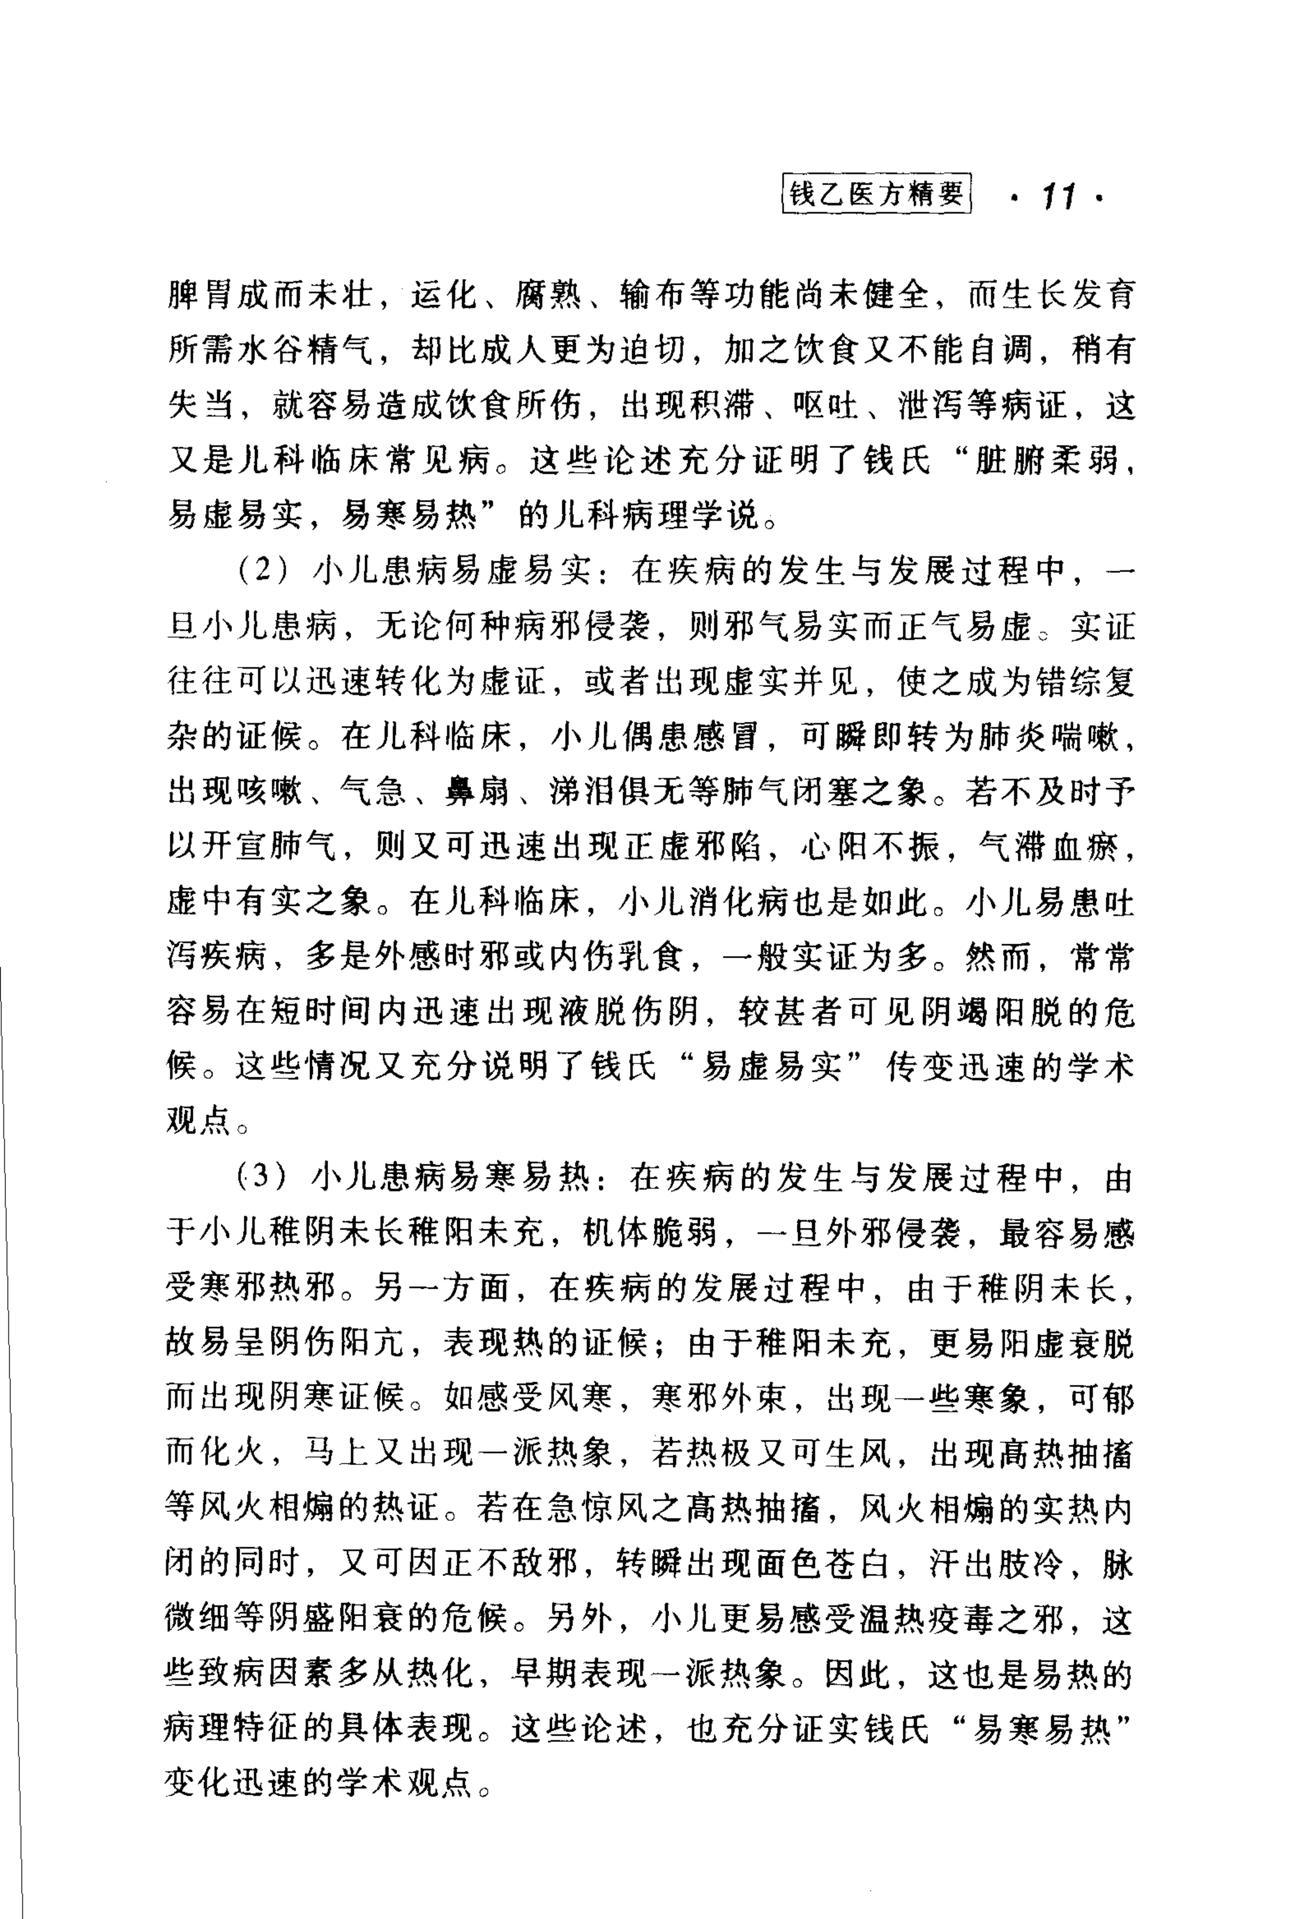 钱乙医方精要 · 11 ·
脾胃成而未壮，运化、腐熟、输布等功能尚未健全，而生长发育
所需水谷精气，却比成人更为迫切，加之饮食又不能自调，稍有
失当，就容易造成饮食所伤，出现积滞、呕吐、泄泻等病证，这
又是儿科临床常见病。这些论述充分证明了钱氏“脏腑柔弱，
易虚易实，易寒易热”的儿科病理学说。
（2）小儿患病易虚易实：在疾病的发生与发展过程中，一
旦小儿患病，无论何种病邪侵袭，则邪气易实而正气易虚。实证
往往可以迅速转化为虚证，或者出现虚实并见，使之成为错综复
杂的证候。在儿科临床，小儿偶患感冒，可瞬即转为肺炎喘嗽，
出现咳嗽、气急、鼻扇、涕泪俱无等肺气闭塞之象。若不及时予
以开宣肺气，则又可迅速出现正虚邪陷，心阳不振，气滞血瘀，
虚中有实之象。在儿科临床，小儿消化病也是如此。小儿易患吐
泻疾病，多是外感时邪或内伤乳食，一般实证为多。然而，常常
容易在短时间内迅速出现液脱伤阴，较甚者可见阴竭阳脱的危
候。这些情况又充分说明了钱氏“易虚易实”传变迅速的学术
观点。
（3）小儿患病易寒易热：在疾病的发生与发展过程中，由
于小儿稚阴未长稚阳未充，机体脆弱，一旦外邪侵袭，最容易感
受寒邪热邪。另一方面，在疾病的发展过程中，由于稚阴未长，
故易呈阴伤阳亢，表现热的证候；由于稚阳未充，更易阳虚衰脱
而出现阴寒证候。如感受风寒，寒邪外束，出现一些寒象，可郁
而化火，马上又出现一派热象，若热极又可生风，出现高热抽搐
等风火相煽的热证。若在急惊风之高热抽搐，风火相煽的实热内
闭的同时，又可因正不敌邪，转瞬出现面色苍白，汗出肢冷，脉
微细等阴盛阳衰的危候。另外，小儿更易感受温热疫毒之邪，这
些致病因素多从热化，早期表现一派热象。因此，这也是易热的
病理特征的具体表现。这些论述，也充分证实钱氏“易寒易热”
变化迅速的学术观点。